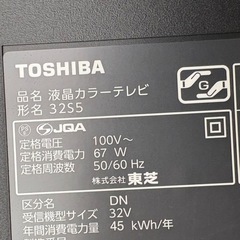 TOSHIBA
品名 液晶カラーテレビ
形名 32S5
G
JQA
定格電圧 100V~
定格消費電力 67 W
定格周波数 50/60 Hz
株式会社 東芝
区分名 DN
受信機型サイズ 32V
年間消費電力量 45 kWh/年